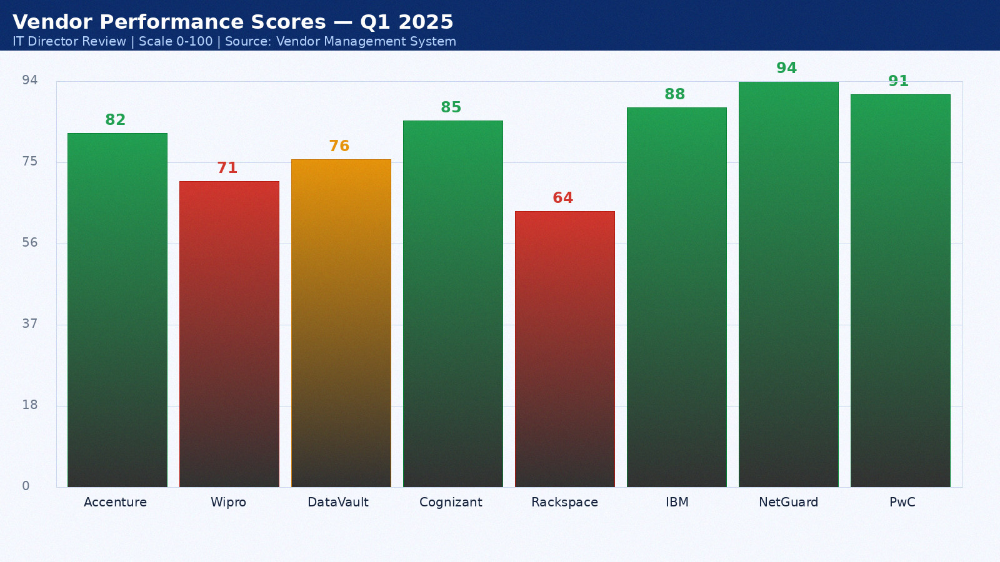 Vendor Performance Scores — Q1 2025
IT Director Review | Scale 0-100 | Source: Vendor Management System
94
75
56
37
18
0
82
71
76
85
64
88
94
91
Accenture
Wipro
DataVault
Cognizant
Rackspace
IBM
NetGuard
PwC